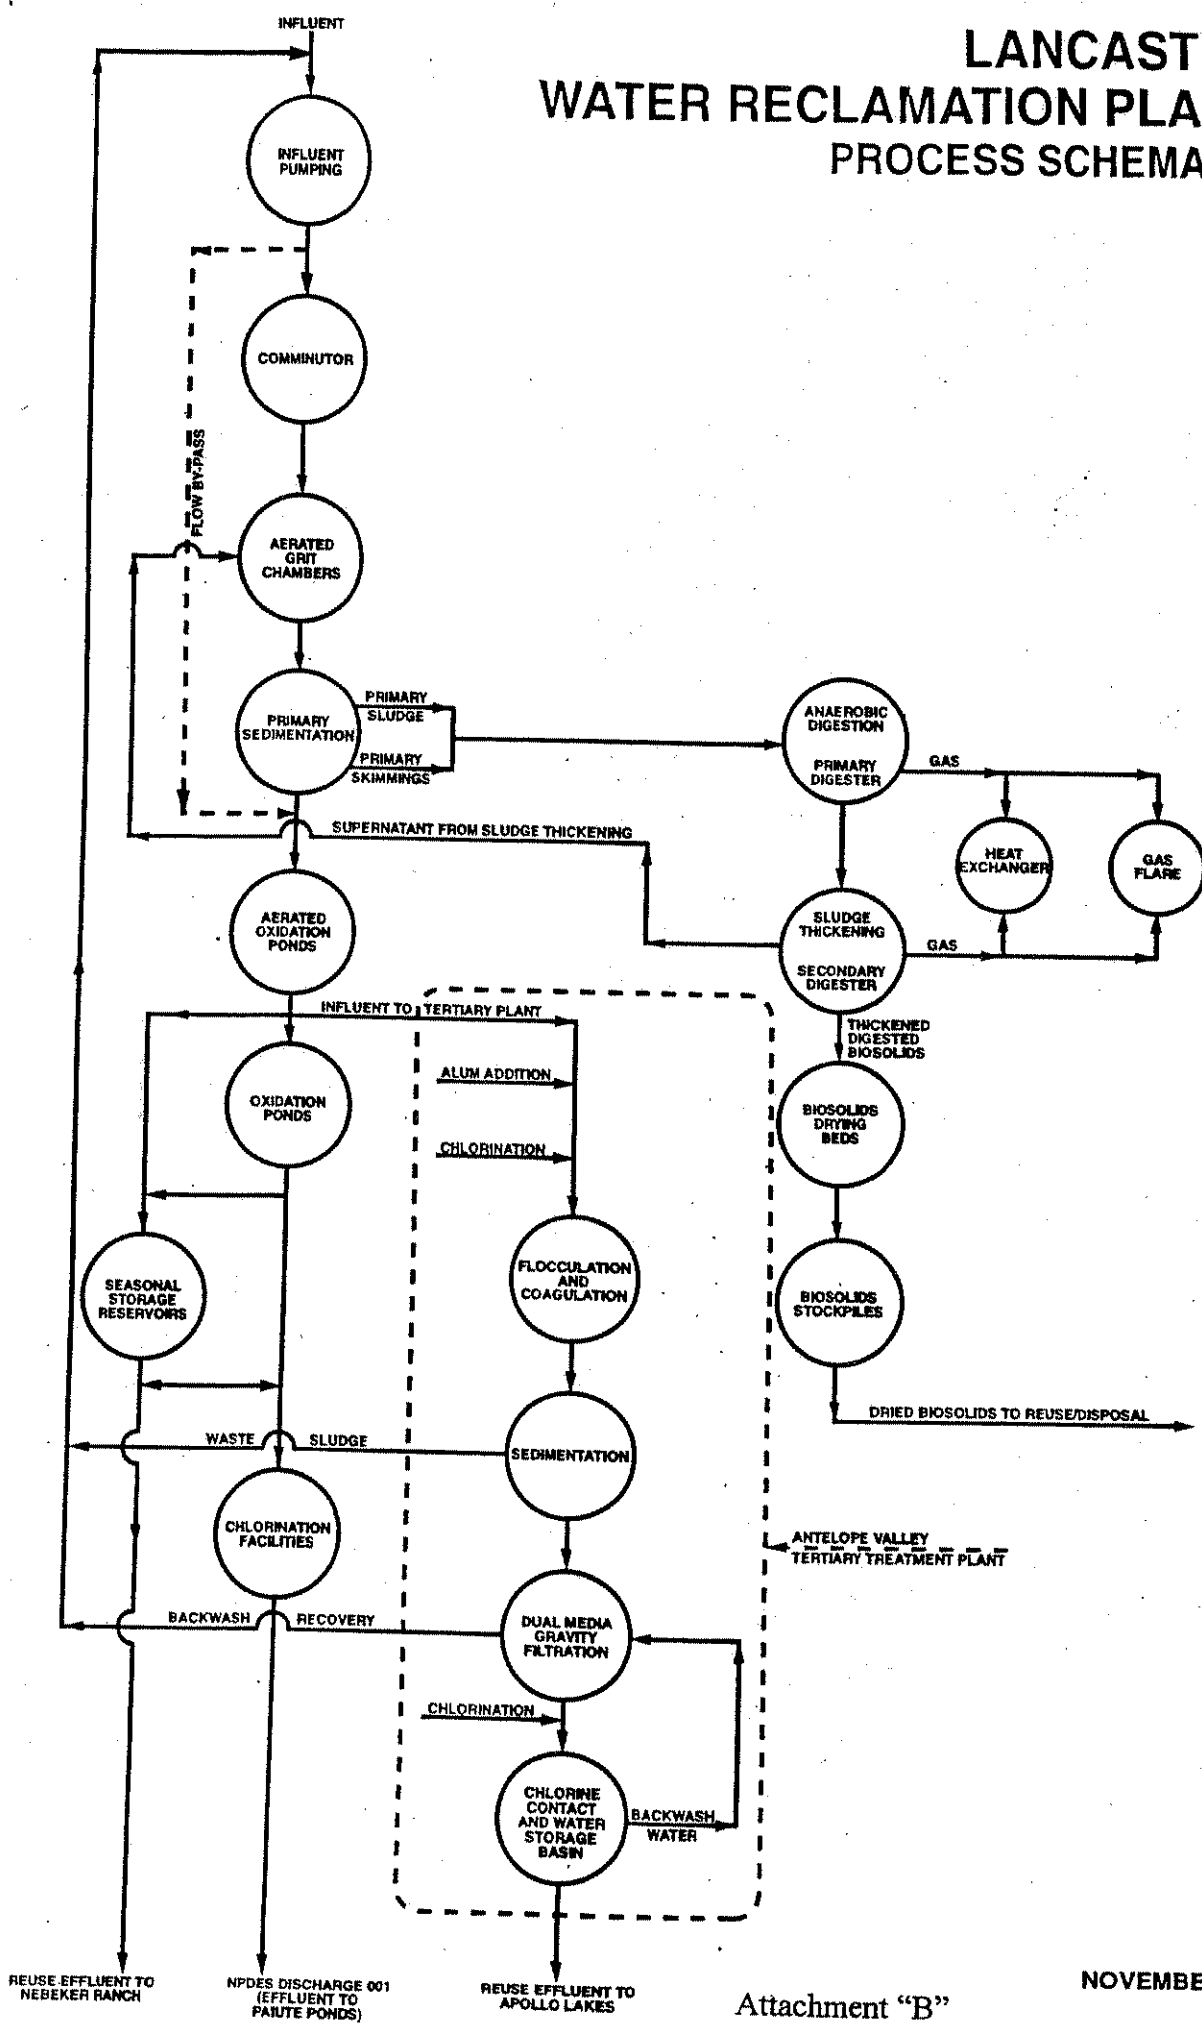 LANCAST
WATER RECLAMATION PLA
PROCESS SCHEMA
INFLUENT
INFLUENT
PUMPING
COMMINUTOR
FLOW BY-PASS
AERATED
GRIT
CHAMBERS
PRIMARY
SEDIMENTATION
PRIMARY
SLUDGE
PRIMARY
SKIMMINGS
ANAEROBIC
DIGESTION
PRIMARY
DIGESTER
GAS
HEAT
EXCHANGER
GAS
FLARE
SUPERNATANT FROM SLUDGE THICKENING
SLUDGE
THICKENING
SECONDARY
DIGESTER
GAS
AERATED
OXIDATION
PONDS
INFLUENT TO TERTIARY PLANT
THICKENED
DIGESTED
BIOSOLIDS
OXIDATION
PONDS
ALUM ADDITION
CHLORINATION
BIOSOLIDS
DRYING
BEDS
SEASONAL
STORAGE
RESERVOIRS
FLOCCULATION
AND
COAGULATION
BIOSOLIDS
STOCKPILES
DRIED BIOSOLIDS TO REUSE/DISPOSAL
WASTE SLUDGE
SEDIMENTATION
CHLORINATION
FACILITIES
ANTELOPE VALLEY
TERTIARY TREATMENT PLANT
BACKWASH RECOVERY
DUAL MEDIA
GRAVITY
FILTRATION
CHLORINATION
CHLORINE
CONTACT
AND WATER
STORAGE
BASIN
BACKWASH
WATER
REUSE EFFLUENT TO
NEBEKER RANCH
NPDES DISCHARGE 001
(EFFLUENT TO
PAIUTE PONDS)
REUSE EFFLUENT TO
APOLLO LAKES
Attachment “B”
NOVEMBE